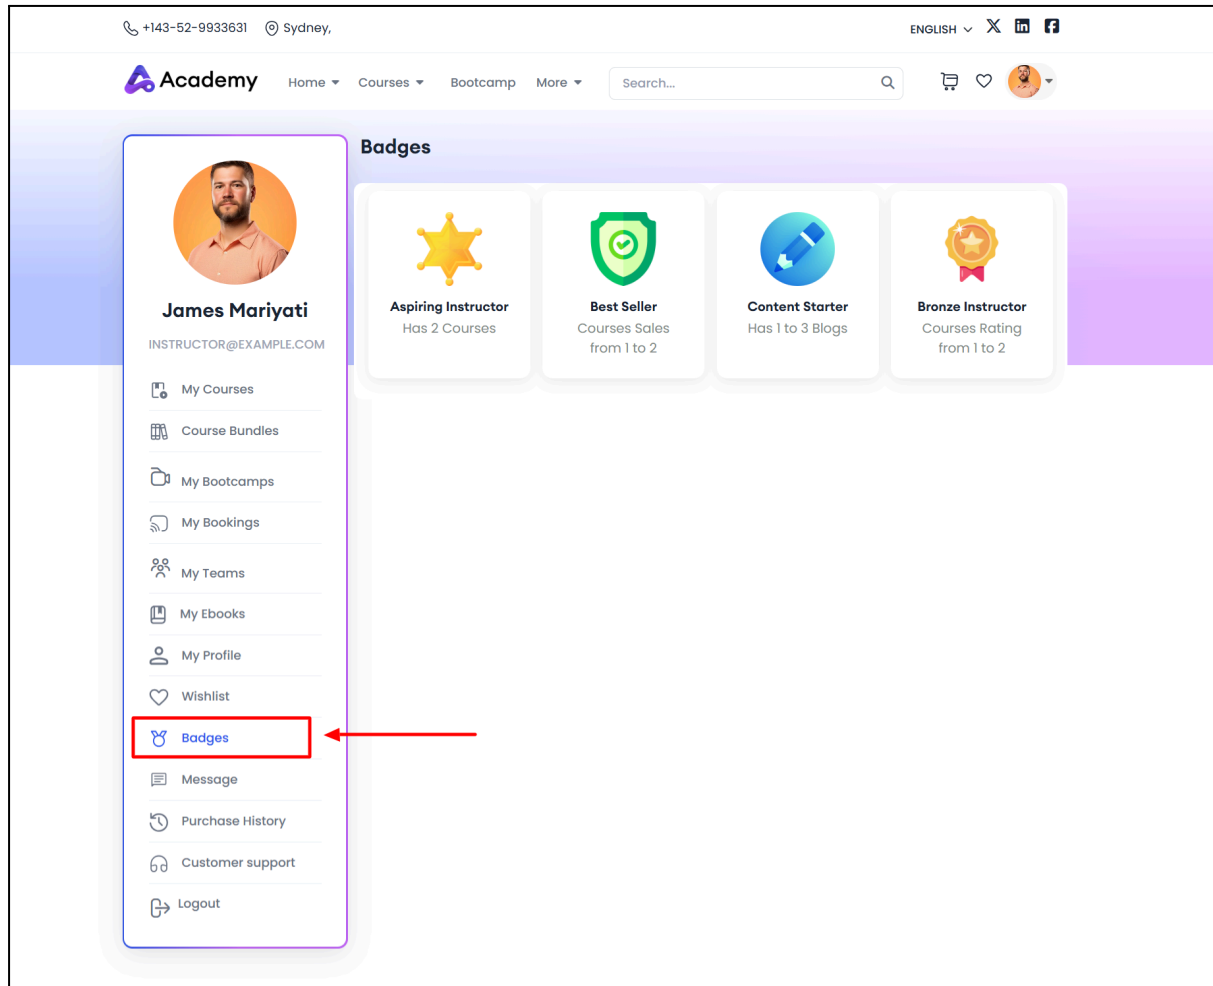 +143-52-9933631
Sydney,
ENGLISH
Academy
Home
Courses
Bootcamp
More
Search...
James Mariyati
INSTRUCTOR@EXAMPLE.COM
My Courses
Course Bundles
My Bootcamps
My Bookings
My Teams
My Ebooks
My Profile
Wishlist
Badges
Message
Purchase History
Customer support
Logout
Badges
Aspiring Instructor
Has 2 Courses
Best Seller
Courses Sales
from 1 to 2
Content Starter
Has 1 to 3 Blogs
Bronze Instructor
Courses Rating
from 1 to 2